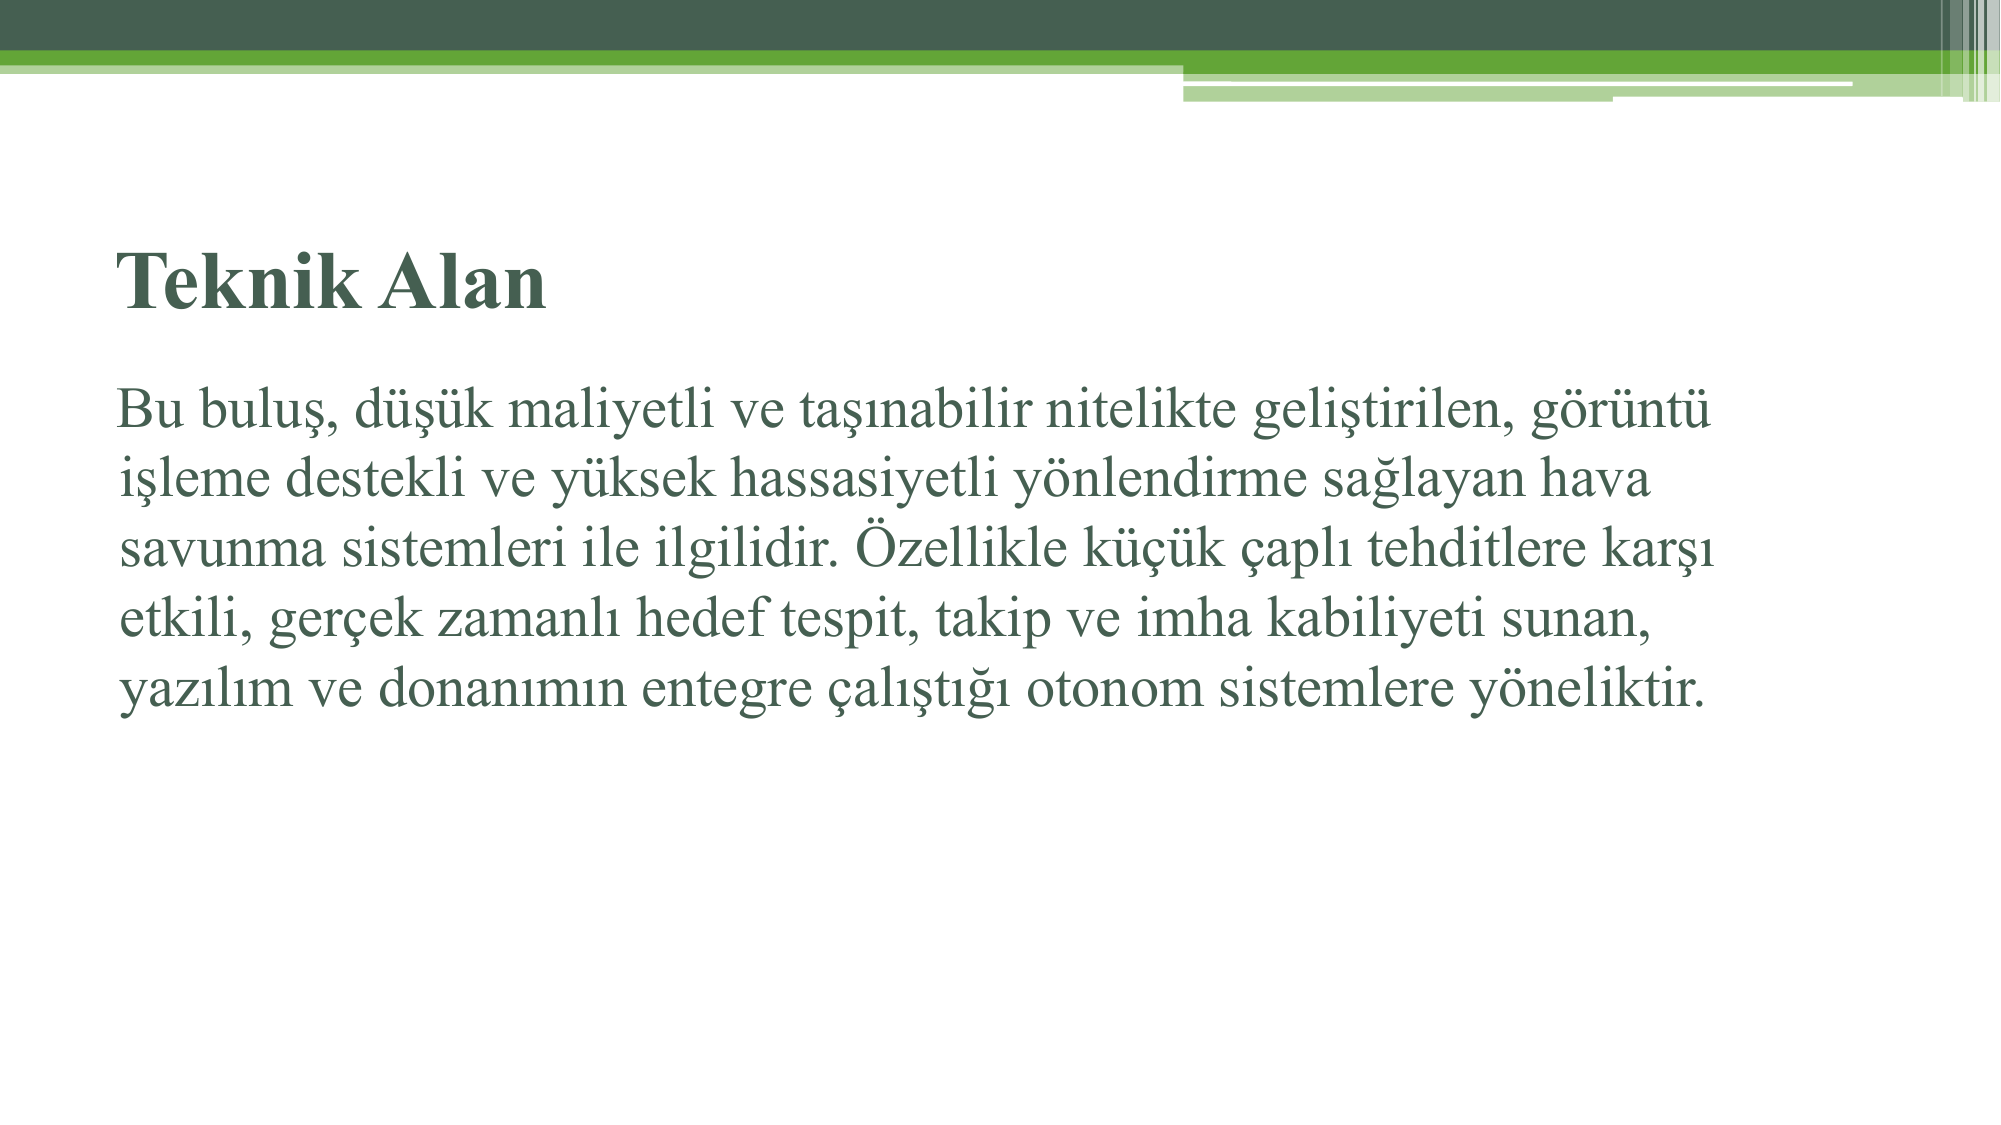 Teknik Alan
Bu buluş, düşük maliyetli ve taşınabilir nitelikte geliştirilen, görüntü
işleme destekli ve yüksek hassasiyetli yönlendirme sağlayan hava
savunma sistemleri ile ilgilidir. Özellikle küçük çaplı tehditlere karşı
etkili, gerçek zamanlı hedef tespit, takip ve imha kabiliyeti sunan,
yazılım ve donanımın entegre çalıştığı otonom sistemlere yöneliktir.